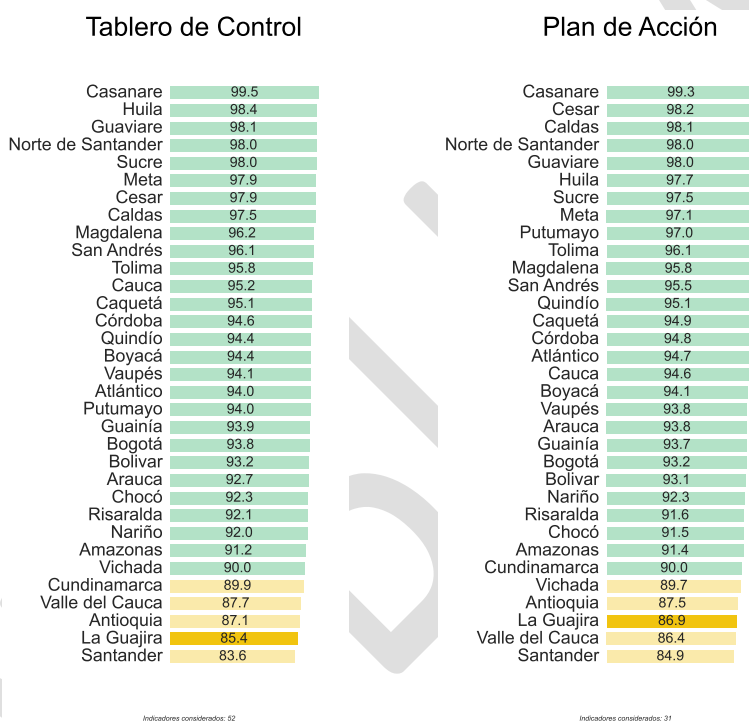 Tablero de Control
Casanare 99.5
Huila 98.4
Guaviare 98.1
Norte de Santander 98.0
Sucre 98.0
Meta 97.9
Cesar 97.9
Caldas 97.5
Magdalena 96.2
San Andrés 96.1
Tolima 95.8
Cauca 95.2
Caquetá 95.1
Córdoba 94.6
Quindío 94.4
Boyacá 94.4
Vaupés 94.1
Atlántico 94.0
Putumayo 94.0
Guainía 93.9
Bogotá 93.8
Bolivar 93.2
Arauca 92.7
Chocó 92.3
Risaralda 92.1
Nariño 92.0
Amazonas 91.2
Vichada 90.0
Cundinamarca 89.9
Valle del Cauca 87.7
Antioquia 87.1
La Guajira 85.4
Santander 83.6
Indicadores considerados: 52
Plan de Acción
Casanare 99.3
Cesar 98.2
Caldas 98.1
Norte de Santander 98.0
Guaviare 98.0
Huila 97.7
Sucre 97.5
Meta 97.1
Putumayo 97.0
Tolima 96.1
Magdalena 95.8
San Andrés 95.5
Quindío 95.1
Caquetá 94.9
Córdoba 94.8
Atlántico 94.7
Cauca 94.6
Boyacá 94.1
Vaupés 93.8
Arauca 93.8
Guainía 93.7
Bogotá 93.2
Bolivar 93.1
Nariño 92.3
Risaralda 91.6
Chocó 91.5
Amazonas 91.4
Cundinamarca 90.0
Vichada 89.7
Antioquia 87.5
La Guajira 86.9
Valle del Cauca 86.4
Santander 84.9
Indicadores considerados: 31